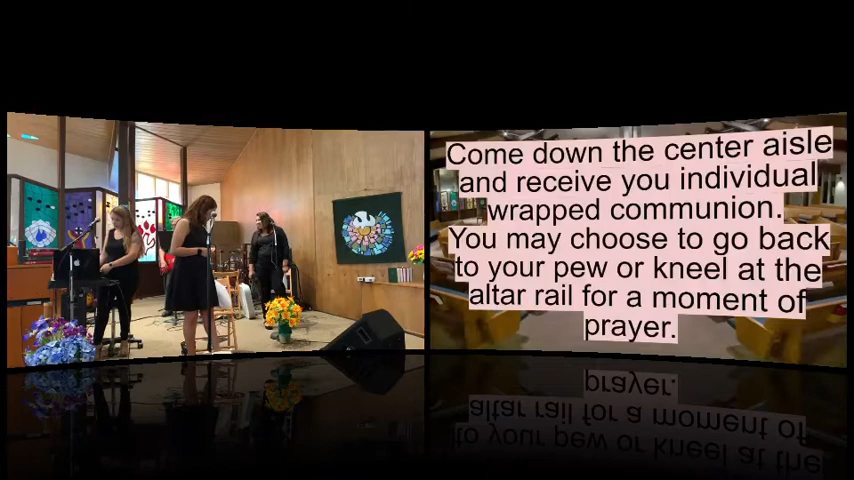 Come down the center aisle
and receive you individual
wrapped communion.
You may choose to go back
to your pew or kneel at the
altar rail for a moment of
prayer.